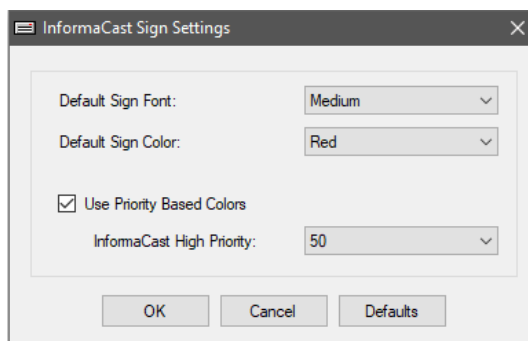 InformaCast Sign Settings
Default Sign Font: Medium
Default Sign Color: Red
Use Priority Based Colors
InformaCast High Priority: 50
OK Cancel Defaults